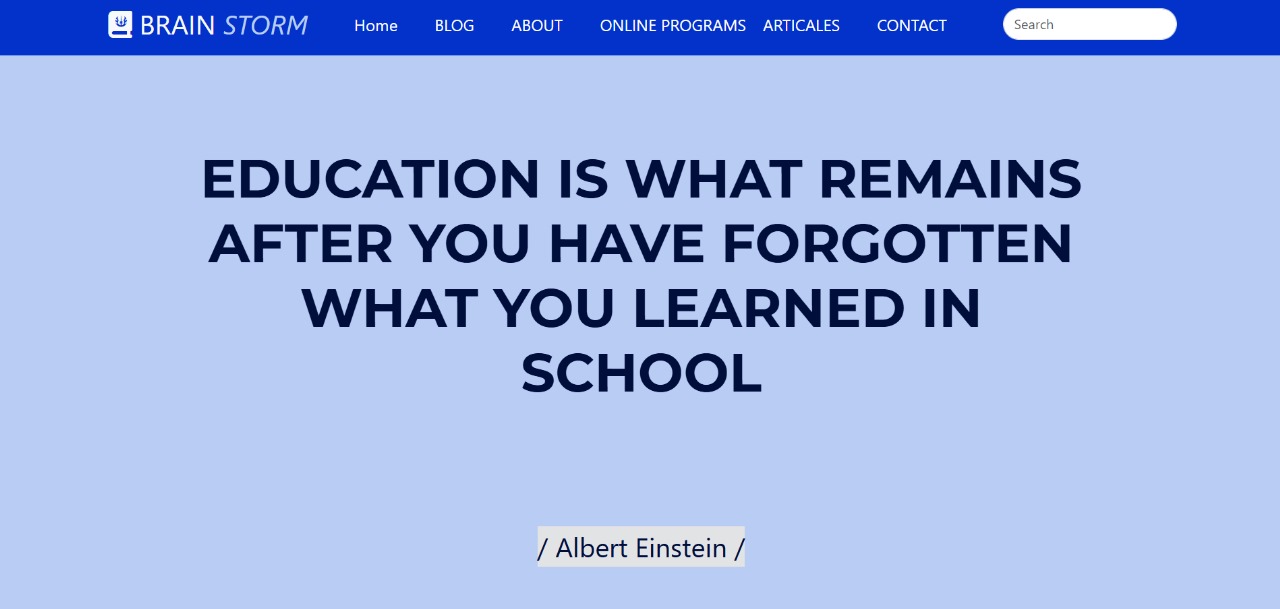 BRAIN STORM Home BLOG ABOUT ONLINE PROGRAMS ARTICALES CONTACT Search
EDUCATION IS WHAT REMAINS
AFTER YOU HAVE FORGOTTEN
WHAT YOU LEARNED IN
SCHOOL
/ Albert Einstein /